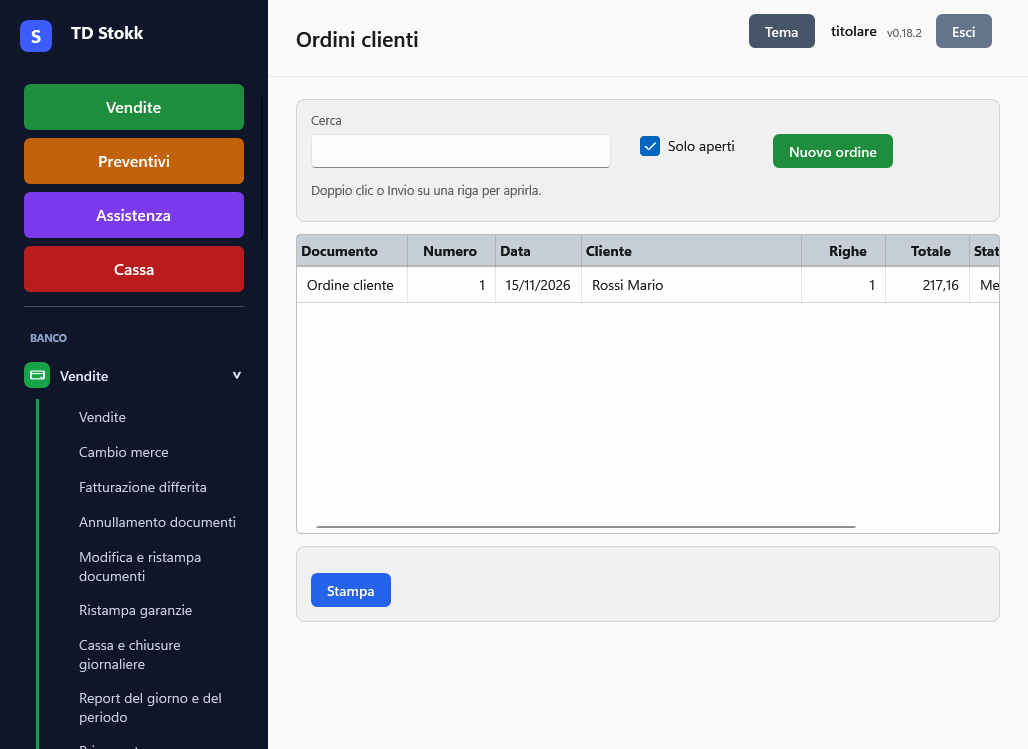 S
TD Stokk
Vendite
Preventivi
Assistenza
Cassa
BANCO
Vendite
Vendite
Cambio merce
Fatturazione differita
Annullamento documenti
Modifica e ristampa
documenti
Ristampa garanzie
Cassa e chiusure
giornaliere
Report del giorno e del
periodo
Ordini clienti
Tema
titolare
v0.18.2
Esci
Cerca
Solo aperti
Nuovo ordine
Doppio clic o Invio su una riga per aprirla.
Documento Numero Data Cliente Righe Totale Stat
Ordine cliente 1 15/11/2026 Rossi Mario 1 217,16 Me
Stampa